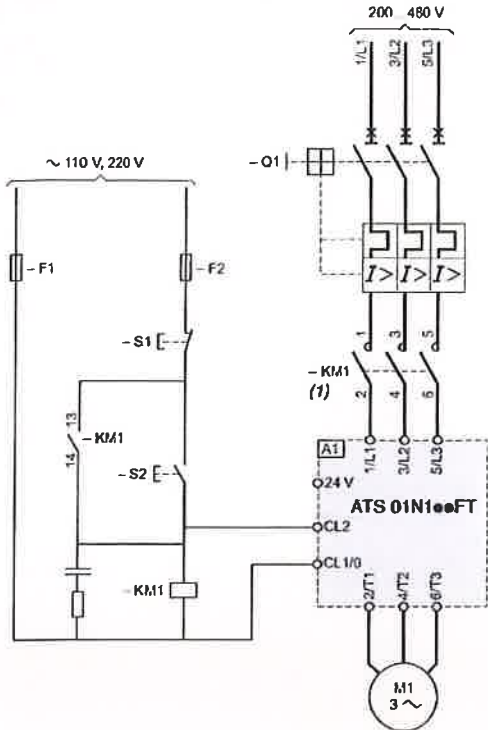 200 480 V
1/L1
3/L2
5/L3
– Q1
~ 110 V, 220 V
– F1
– F2
I>
I>
I>
– S1
1
3
5
– KM1
(1)
2
4
6
13
14
– KM1
A1
1/L1
3/L2
5/L3
24 V
ATS 01N1●●FT
– S2
CL2
CL1/0
– KM1
2/T1
4/T2
6/T3
M1
3 ~